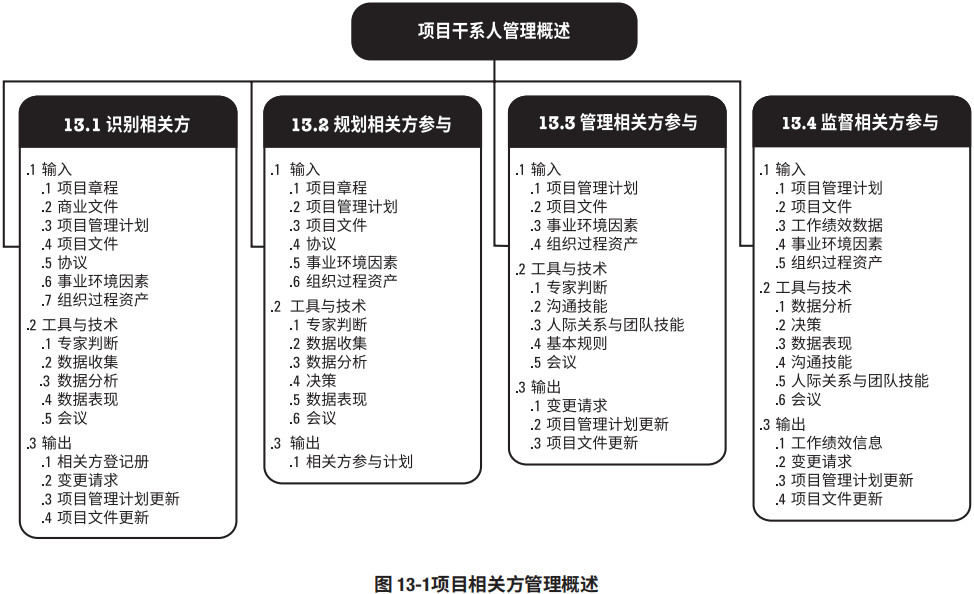 项目干系人管理概述
13.1 识别相关方
.1 输入
.1 项目章程
.2 商业文件
.3 项目管理计划
.4 项目文件
.5 协议
.6 事业环境因素
.7 组织过程资产
.2 工具与技术
.1 专家判断
.2 数据收集
.3 数据分析
.4 数据表现
.5 会议
.3 输出
.1 相关方登记册
.2 变更请求
.3 项目管理计划更新
.4 项目文件更新
13.2 规划相关方参与
.1 输入
.1 项目章程
.2 项目管理计划
.3 项目文件
.4 协议
.5 事业环境因素
.6 组织过程资产
.2 工具与技术
.1 专家判断
.2 数据收集
.3 数据分析
.4 决策
.5 数据表现
.6 会议
.3 输出
.1 相关方参与计划
13.3 管理相关方参与
.1 输入
.1 项目管理计划
.2 项目文件
.3 事业环境因素
.4 组织过程资产
.2 工具与技术
.1 专家判断
.2 沟通技能
.3 人际关系与团队技能
.4 基本规则
.5 会议
.3 输出
.1 变更请求
.2 项目管理计划更新
.3 项目文件更新
13.4 监督相关方参与
.1 输入
.1 项目管理计划
.2 项目文件
.3 工作绩效数据
.4 事业环境因素
.5 组织过程资产
.2 工具与技术
.1 数据分析
.2 决策
.3 数据表现
.4 沟通技能
.5 人际关系与团队技能
.6 会议
.3 输出
.1 工作绩效信息
.2 变更请求
.3 项目管理计划更新
.4 项目文件更新
图 13-1项目相关方管理概述